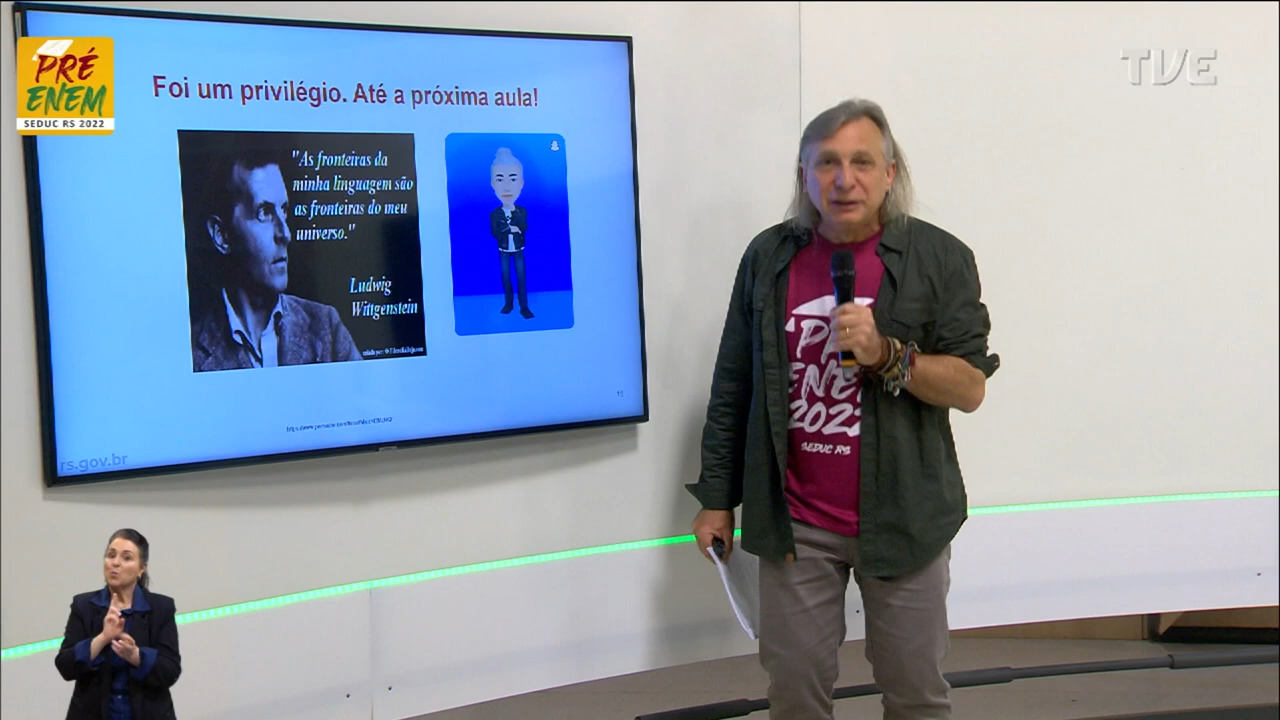 PRÉ
ENEM
SEDUC RS 2022
TVE
Foi um privilégio. Até a próxima aula!
"As fronteiras da
minha linguagem são
as fronteiras do meu
universo."
Ludwig
Wittgenstein
rs.gov.br
PRÉ
ENEM
2022
SEDUC RS